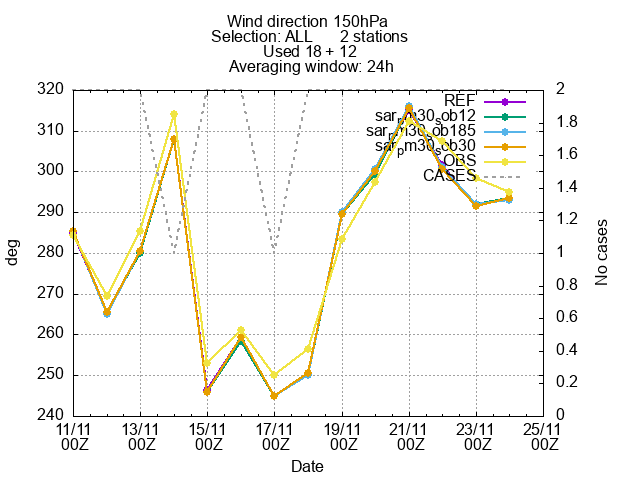 Wind direction 150hPa
Selection: ALL 2 stations
Used 18 + 12
Averaging window: 24h
320
310
300
290
280
270
260
250
240
deg
2
1.8
1.6
1.4
1.2
1
0.8
0.6
0.4
0.2
0
No cases
REF
sar_pm30_sob12
sar_pm30_sob185
sar_pm30_sob30
OBS
CASES
11/11 13/11 15/11 17/11 19/11 21/11 23/11 25/11
00Z 00Z 00Z 00Z 00Z 00Z 00Z 00Z
Date